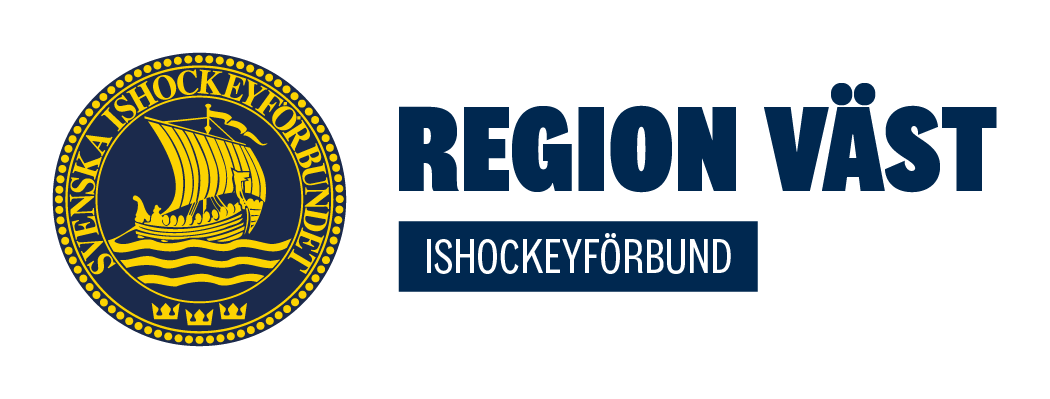 SVENSKA ISHOCKEYFÖRBUNDET
REGION VÄST
ISHOCKEYFÖRBUND